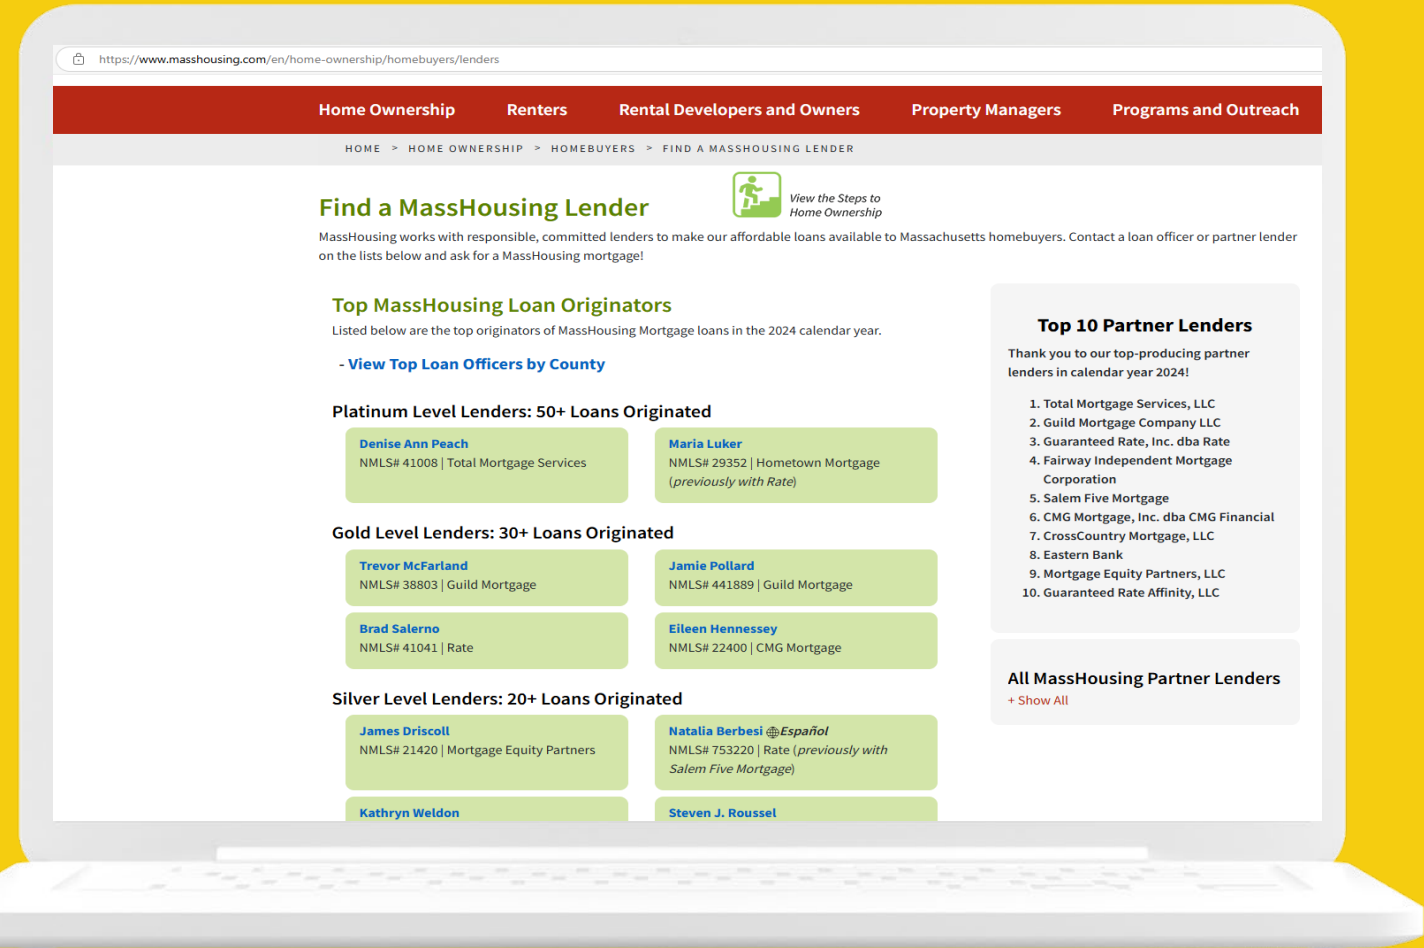 https://www.masshousing.com/en/home-ownership/homebuyers/lenders
Home Ownership Renters Rental Developers and Owners Property Managers Programs and Outreach
HOME > HOME OWNERSHIP > HOMEBUYERS > FIND A MASSHOUSING LENDER
Find a MassHousing Lender
View the Steps to
Home Ownership
MassHousing works with responsible, committed lenders to make our affordable loans available to Massachusetts homebuyers. Contact a loan officer or partner lender
on the lists below and ask for a MassHousing mortgage!
Top MassHousing Loan Originators
Listed below are the top originators of MassHousing Mortgage loans in the 2024 calendar year.
- View Top Loan Officers by County
Platinum Level Lenders: 50+ Loans Originated
Denise Ann Peach
NMLS# 41008 | Total Mortgage Services
Maria Luker
NMLS# 29352 | Hometown Mortgage
(previously with Rate)
Gold Level Lenders: 30+ Loans Originated
Trevor McFarland
NMLS# 38803 | Guild Mortgage
Jamie Pollard
NMLS# 441889 | Guild Mortgage
Brad Salerno
NMLS# 41041 | Rate
Eileen Hennessey
NMLS# 22400 | CMG Mortgage
Silver Level Lenders: 20+ Loans Originated
James Driscoll
NMLS# 21420 | Mortgage Equity Partners
Natalia Berbesi Español
NMLS# 753220 | Rate (previously with
Salem Five Mortgage)
Kathryn Weldon
Steven J. Roussel
Top 10 Partner Lenders
Thank you to our top-producing partner
lenders in calendar year 2024!
1. Total Mortgage Services, LLC
2. Guild Mortgage Company LLC
3. Guaranteed Rate, Inc. dba Rate
4. Fairway Independent Mortgage
Corporation
5. Salem Five Mortgage
6. CMG Mortgage, Inc. dba CMG Financial
7. CrossCountry Mortgage, LLC
8. Eastern Bank
9. Mortgage Equity Partners, LLC
10. Guaranteed Rate Affinity, LLC
All MassHousing Partner Lenders
+ Show All